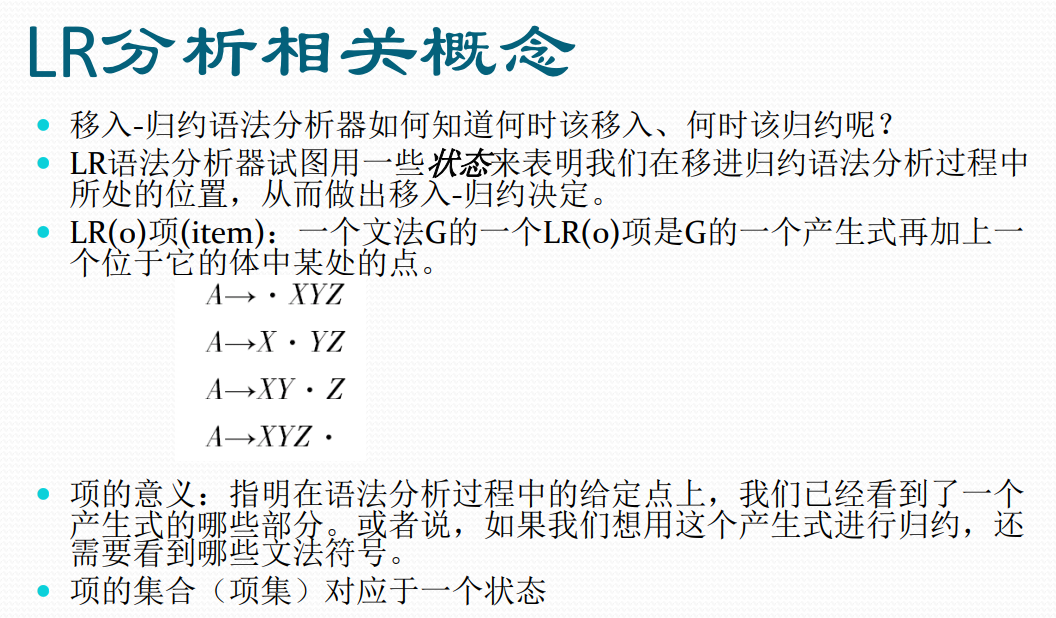 LR分析相关概念
移入-归约语法分析器如何知道何时该移入、何时该归约呢？
LR语法分析器试图用一些状态来表明我们在移进归约语法分析过程中
所处的位置，从而做出移入-归约决定。
LR(0)项(item)：一个文法G的一个LR(0)项是G的一个产生式再加上一
个位于它的体中某处的点。
A→·XYZ
A→X·YZ
A→XY·Z
A→XYZ·
项的意义：指明在语法分析过程中的给定点上，我们已经看到了一个
产生式的哪些部分。或者说，如果我们想用这个产生式进行归约，还
需要看到哪些文法符号。
项的集合（项集）对应于一个状态